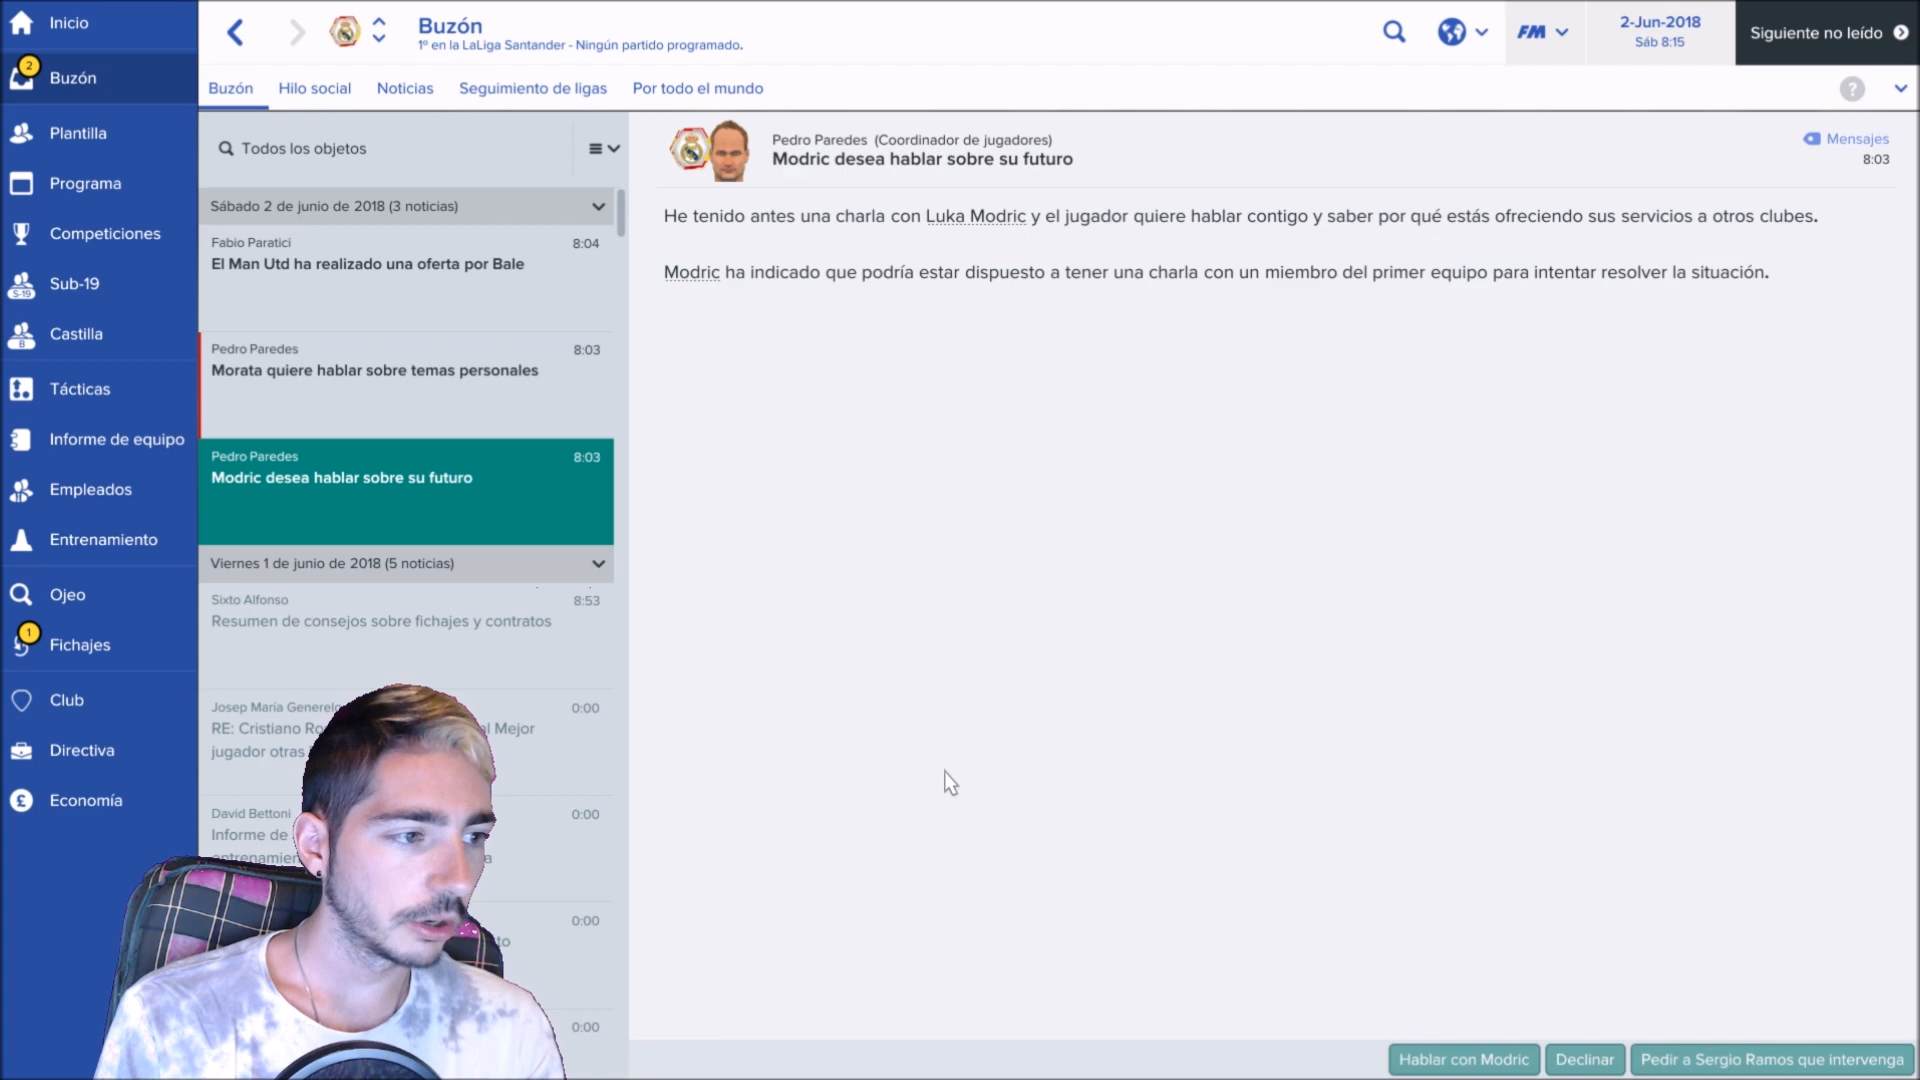 Inicio
2
Buzón
Plantilla
Programa
Competiciones
S-19
Sub-19
B
Castilla
Tácticas
Informe de equipo
Empleados
Entrenamiento
Ojeo
1
Fichajes
Club
Directiva
Economía
Buzón
1º en la LaLiga Santander - Ningún partido programado.
FM
2-Jun-2018
Sáb 8:15
Siguiente no leído
Buzón
Hilo social
Noticias
Seguimiento de ligas
Por todo el mundo
?
Todos los objetos
Sábado 2 de junio de 2018 (3 noticias)
Fabio Paratici 8:04
El Man Utd ha realizado una oferta por Bale
Pedro Paredes 8:03
Morata quiere hablar sobre temas personales
Pedro Paredes 8:03
Modric desea hablar sobre su futuro
Viernes 1 de junio de 2018 (5 noticias)
Sixto Alfonso 8:53
Resumen de consejos sobre fichajes y contratos
Josep María 0:00
RE: Cristiano al Mejor
jugador otras
David Bettoni 0:00
Informe de
0:00
0:00
Pedro Paredes (Coordinador de jugadores)
Modric desea hablar sobre su futuro
Mensajes
8:03
He tenido antes una charla con Luka Modric y el jugador quiere hablar contigo y saber por qué estás ofreciendo sus servicios a otros clubes.
Modric ha indicado que podría estar dispuesto a tener una charla con un miembro del primer equipo para intentar resolver la situación.
Hablar con Modric
Declinar
Pedir a Sergio Ramos que intervenga